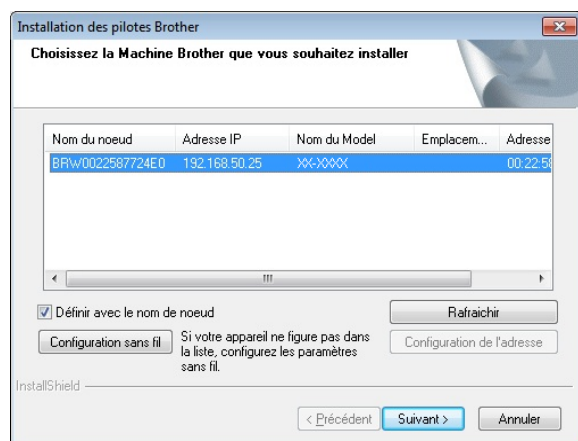 Installation des pilotes Brother
Choisissez la Machine Brother que vous souhaitez installer
Nom du noeud Adresse IP Nom du Model Emplacem... Adresse
BRW0022587724E0 192.168.50.25 XX-XXXX 00:22:58
Définir avec le nom de noeud Rafraichir
Configuration sans fil Si votre appareil ne figure pas dans Configuration de l'adresse
la liste, configurez les paramètres
sans fil.
InstallShield
< Précédent Suivant > Annuler